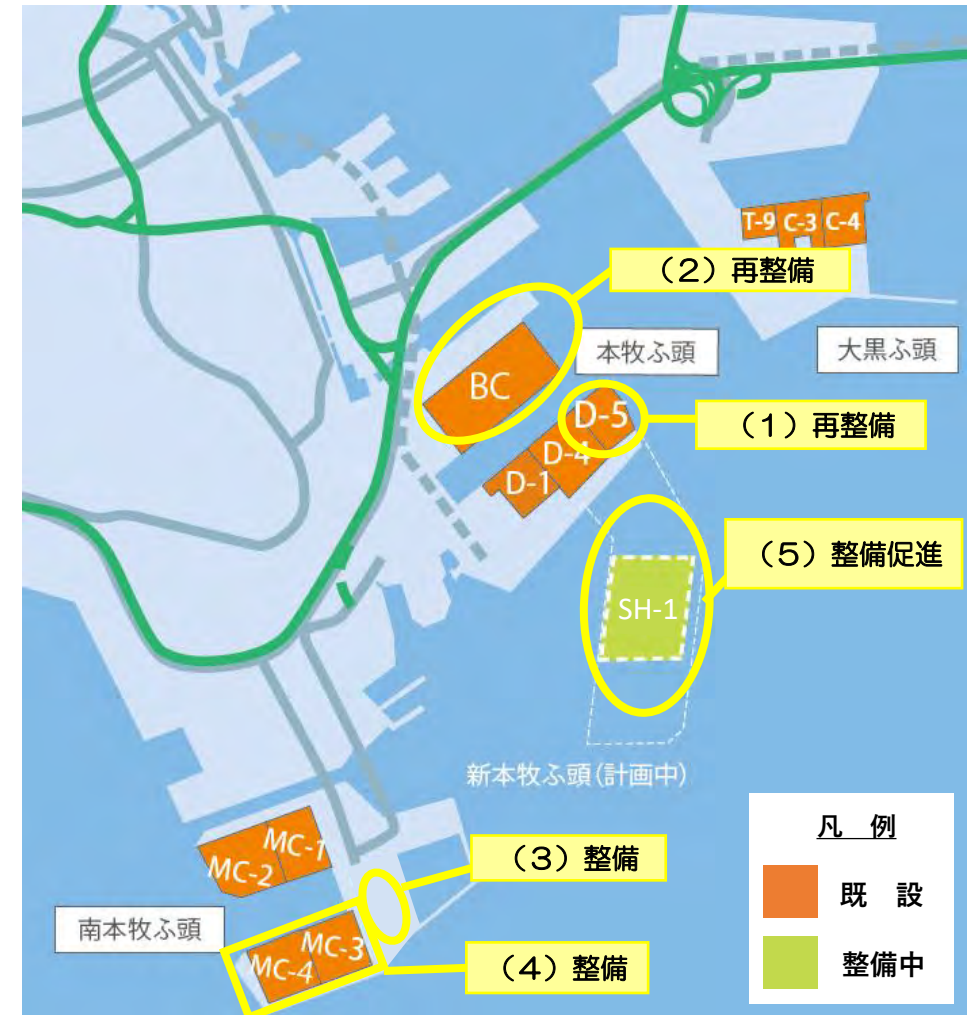 T-9
C-3
C-4
（2）再整備
本牧ふ頭
大黒ふ頭
BC
D-5
（1）再整備
D-4
D-1
（5）整備促進
SH-1
新本牧ふ頭(計画中)
凡　例
既　設
整備中
MC-1
MC-2
（3）整備
南本牧ふ頭
MC-3
MC-4
（4）整備